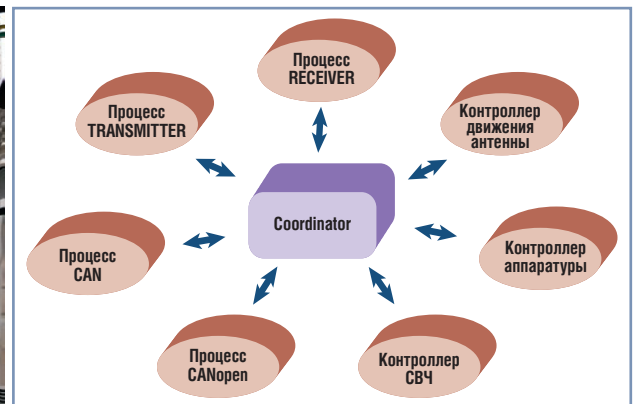 Процесс
RECEIVER
Процесс
TRANSMITTER
Контроллер
движения
антенны
Coordinator
Процесс
CAN
Контроллер
аппаратуры
Процесс
CANopen
Контроллер
СВЧ